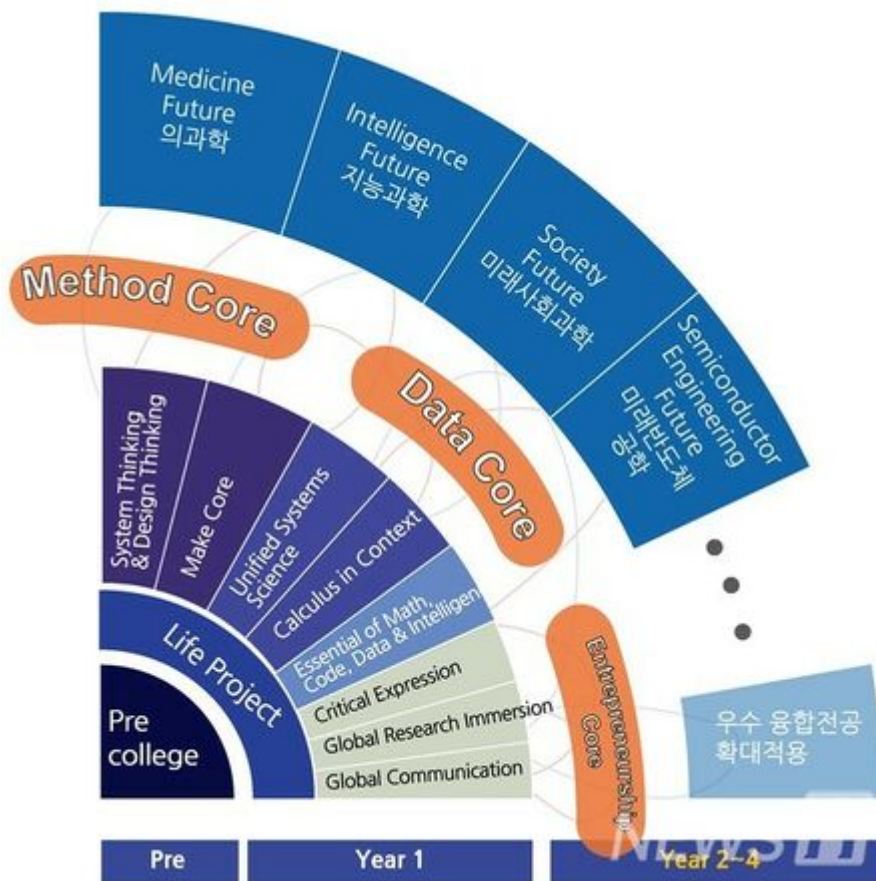 Medicine
Future
의과학
Intelligence
Future
지능과학
Society
Future
미래사회과학
Semiconductor
Engineering
Future
미래반도체
공학
Method Core
Data Core
Entrepreneurship
Core
System Thinking
& Design Thinking
Make Core
Unified Systems
Science
Calculus in Context
Essential of Math,
Code, Data & Intelligen
Critical Expression
Global Research Immersion
Global Communication
Life Project
Pre
college
우수 융합전공
확대적용
Pre
Year 1
Year 2~4
NEWS